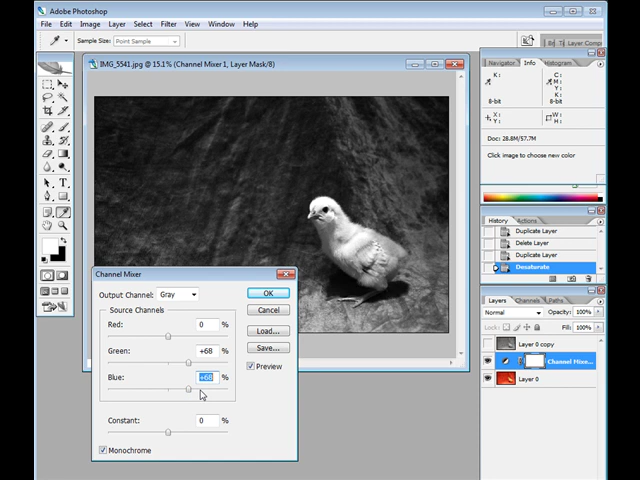 Adobe Photoshop
File Edit Image Layer Select Filter View Window Help
Sample Size: Point Sample
Layer Comp
IMG_5541.jpg @ 15.1% (Channel Mixer 1, Layer Mask/8)
Navigator Info Histogram
K: C:
M:
Y:
K:
8-bit 8-bit
X: W:
Y: H:
Doc: 28.8M/57.7M
Click image to choose new color
History Actions
Duplicate Layer
Delete Layer
Duplicate Layer
Desaturate
Channel Mixer
Output Channel: Gray
OK
Source Channels
Cancel
Red: 0 %
Load...
Green: +68 %
Save...
Preview
Blue: +68 %
Constant: 0 %
Monochrome
Layers Channels Paths
Normal Opacity: 100%
Lock: Fill: 100%
Layer 0 copy
Channel Mixe...
Layer 0